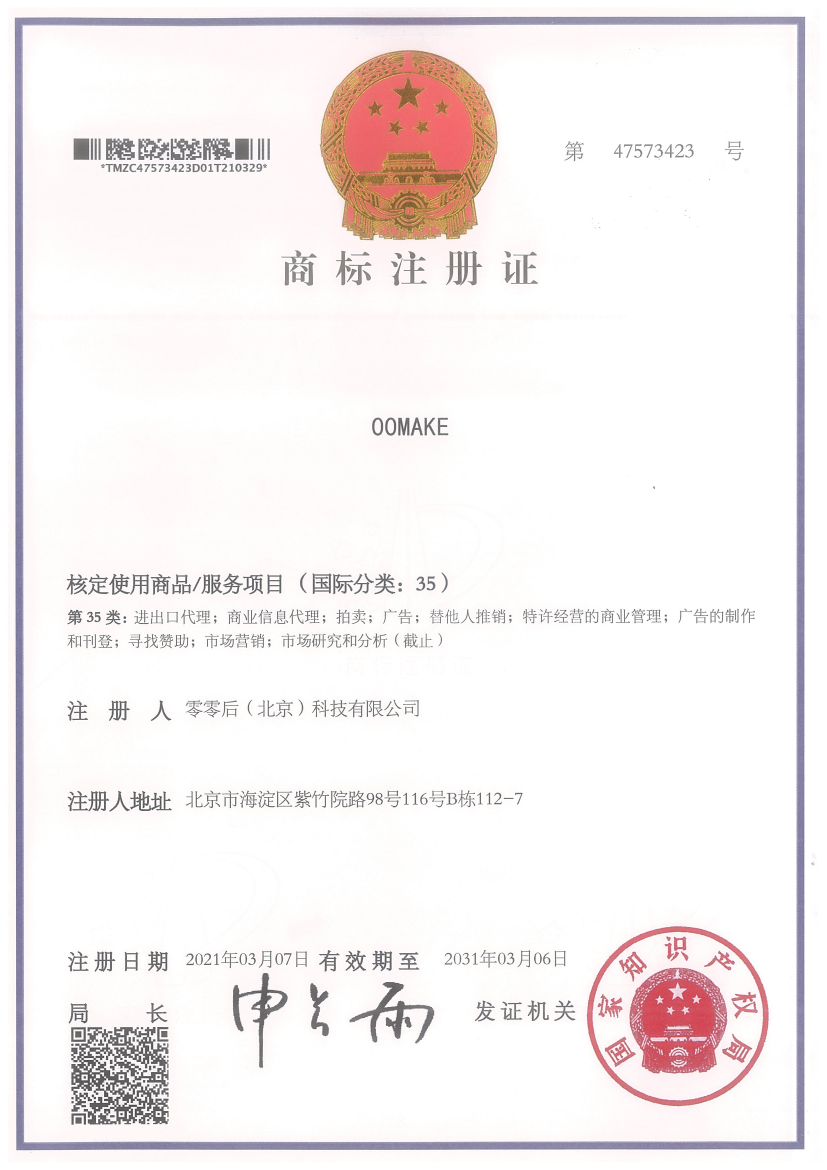 *TMZC47573423D01T210329*
第 47573423 号
商标注册证
OOMAKE
核定使用商品/服务项目（国际分类：35）
第 35 类：进出口代理；商业信息代理；拍卖；广告；替他人推销；特许经营的商业管理；广告的制作
和刊登；寻找赞助；市场营销；市场研究和分析（截止）
注册人 零零后（北京）科技有限公司
注册人地址 北京市海淀区紫竹院路98号116号B栋112-7
注册日期 2021年03月07日 有效期至 2031年03月06日
局长 申长雨 发证机关
国家知识产权局